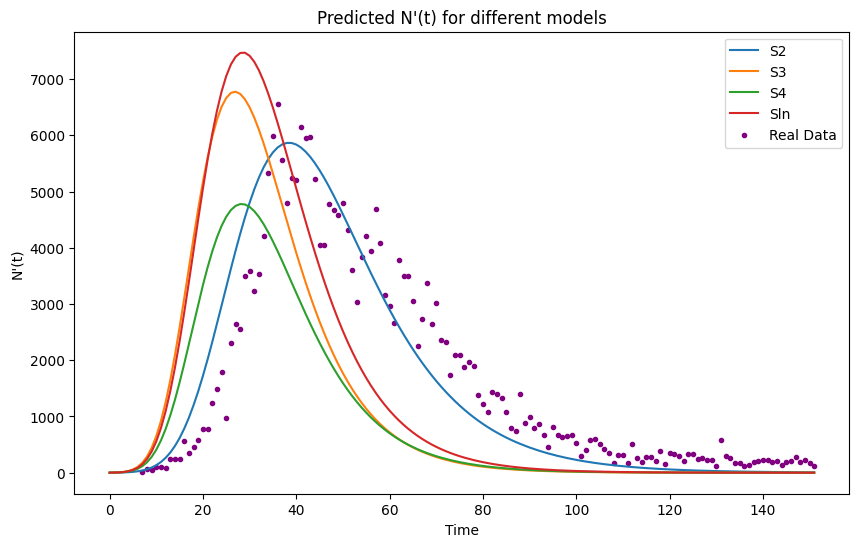 Predicted N'(t) for different models
S2
S3
S4
Sln
Real Data
N'(t)
7000
6000
5000
4000
3000
2000
1000
0
0 20 40 60 80 100 120 140
Time